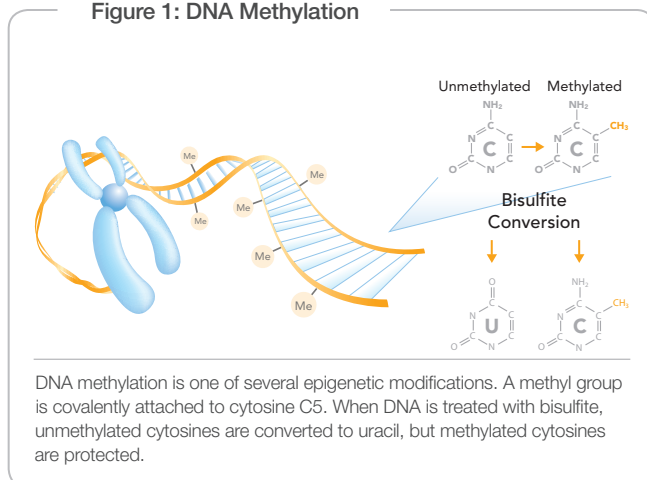 Figure 1: DNA Methylation
Unmethylated
Methylated
NH₂
N
C
C
C
O
N
NH₂
CH₃
N
C
C
C
O
N
Me
Me
Me
Me
Me
Me
Bisulfite
Conversion
O
N
C
U
C
O
N
NH₂
CH₃
N
C
C
C
O
N
DNA methylation is one of several epigenetic modifications. A methyl group
is covalently attached to cytosine C5. When DNA is treated with bisulfite,
unmethylated cytosines are converted to uracil, but methylated cytosines
are protected.